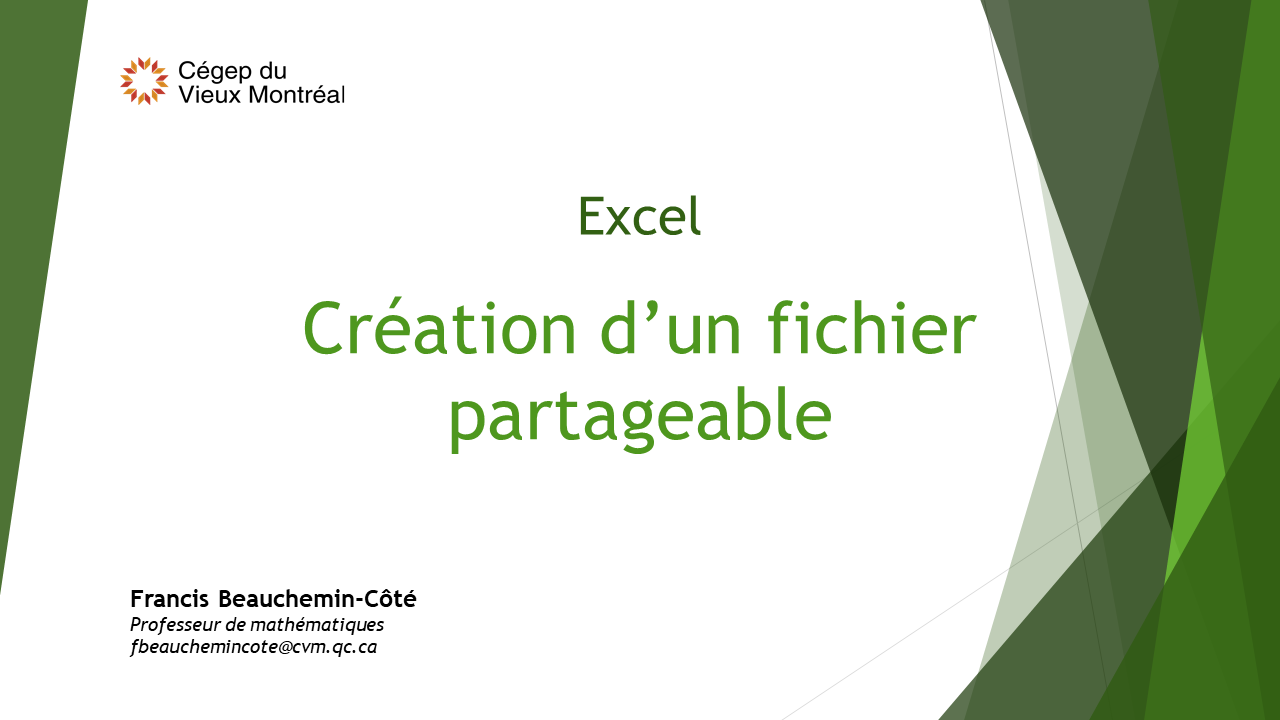 Cégep du
Vieux Montréal
Excel
Création d’un fichier
partageable
Francis Beauchemin-Côté
Professeur de mathématiques
fbeauchemincote@cvm.qc.ca